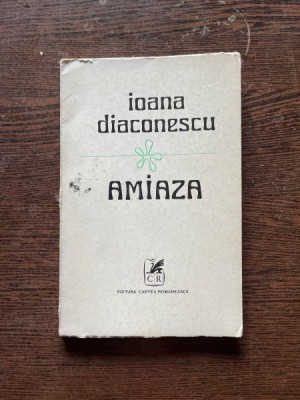 ioana
diaconescu
AMiAZA
CR
EDITURA CARTEA ROMÂNEASCĂ